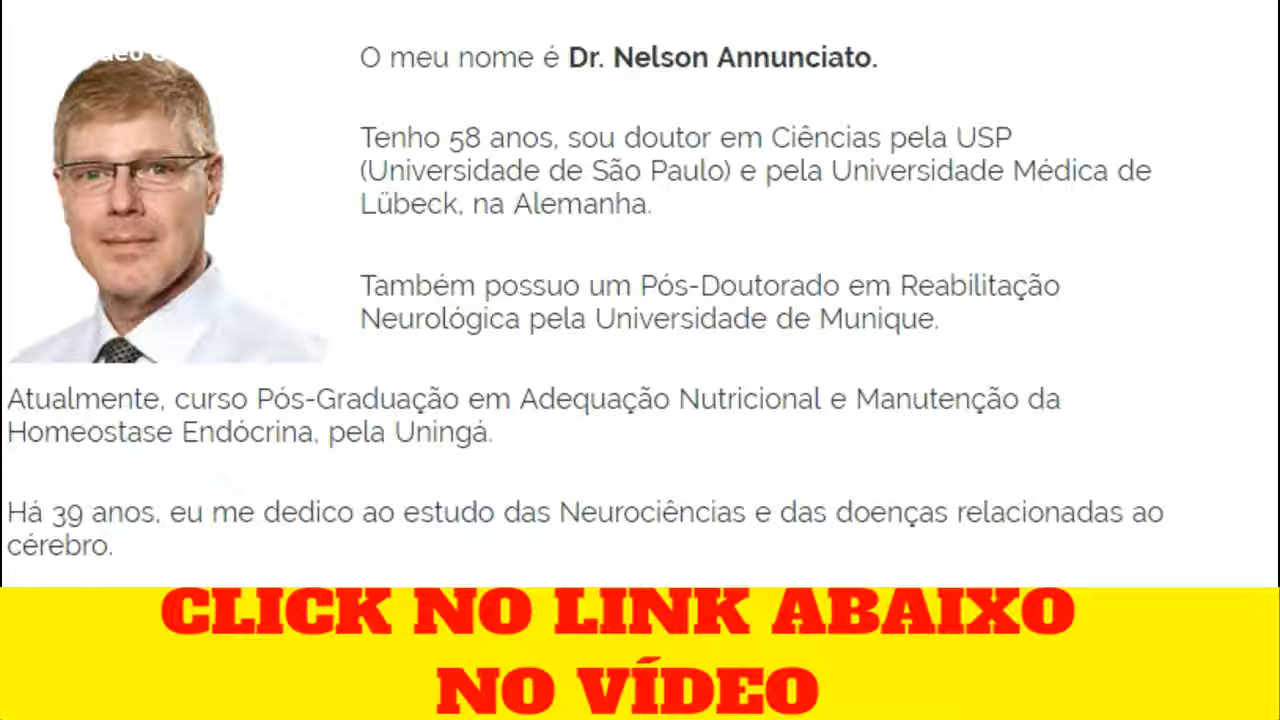 O meu nome é Dr. Nelson Annunciato.
Tenho 58 anos, sou doutor em Ciências pela USP
(Universidade de São Paulo) e pela Universidade Médica de
Lübeck, na Alemanha.
Também possuo um Pós-Doutorado em Reabilitação
Neurológica pela Universidade de Munique.
Atualmente, curso Pós-Graduação em Adequação Nutricional e Manutenção da
Homeostase Endócrina, pela Uningá.
Há 39 anos, eu me dedico ao estudo das Neurociências e das doenças relacionadas ao
cérebro.
CLICK NO LINK ABAIXO
NO VÍDEO